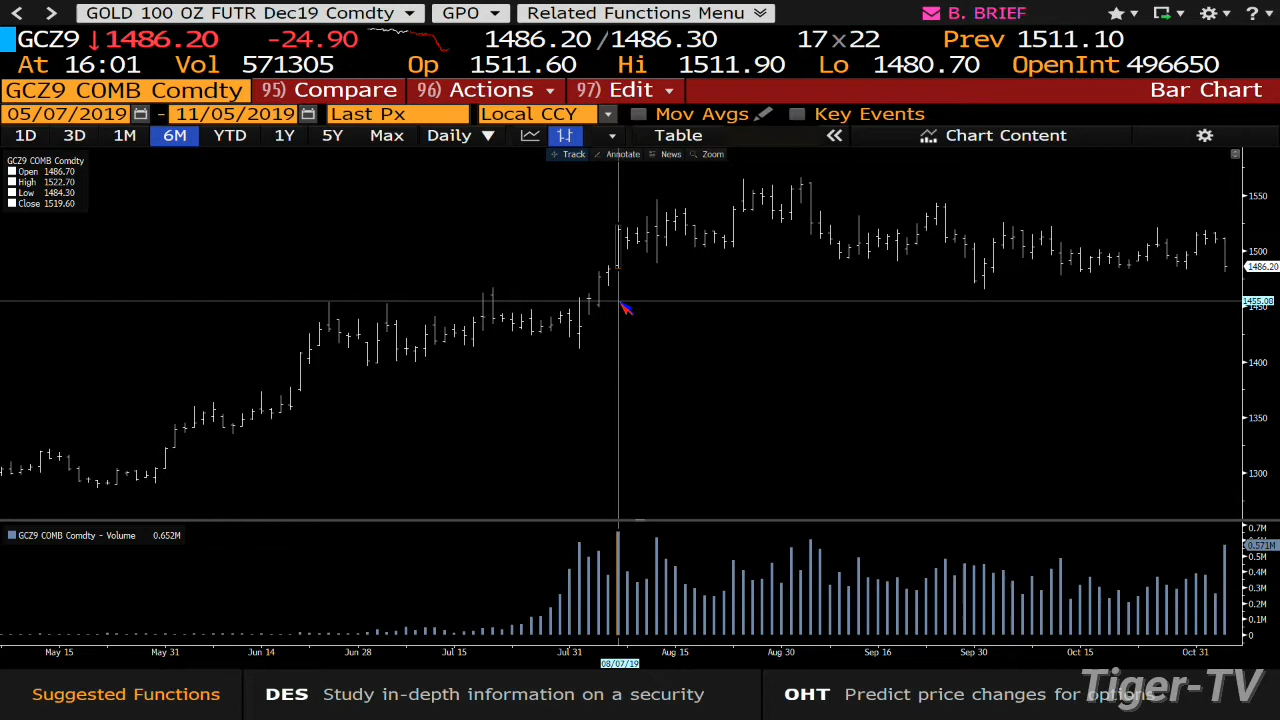 GOLD 100 OZ FUTR Dec19 Comdty GPO Related Functions Menu B. BRIEF ?
GCZ9 ↓1486.20 -24.90 1486.20/1486.30 17×22 Prev 1511.10
At 16:01 Vol 571305 Op 1511.60 Hi 1511.90 Lo 1480.70 OpenInt 496650
GCZ9 COMB Comdty 95) Compare 96) Actions 97) Edit Bar Chart
05/07/2019 - 11/05/2019 Last Px Local CCY Mov Avgs Key Events
1D 3D 1M 6M YTD 1Y 5Y Max Daily ▼ Table « Chart Content
Track Annotate News Zoom
GCZ9 COMB Comdty
Open 1486.70
High 1522.70
Low 1484.30
Close 1519.60
1550
1500
1486.20
1455.08
1400
1350
1300
GCZ9 COMB Comdty - Volume 0.652M
0.7M
0.571M
0.5M
0.4M
0.3M
0.2M
0.1M
0
May 15 May 31 Jun 14 Jun 28 Jul 15 Jul 31 Aug 15 Aug 30 Sep 16 Sep 30 Oct 15 Oct 31
08/07/19
Suggested Functions DES Study in-depth information on a security OHT Predict price changes for options
Tiger-TV